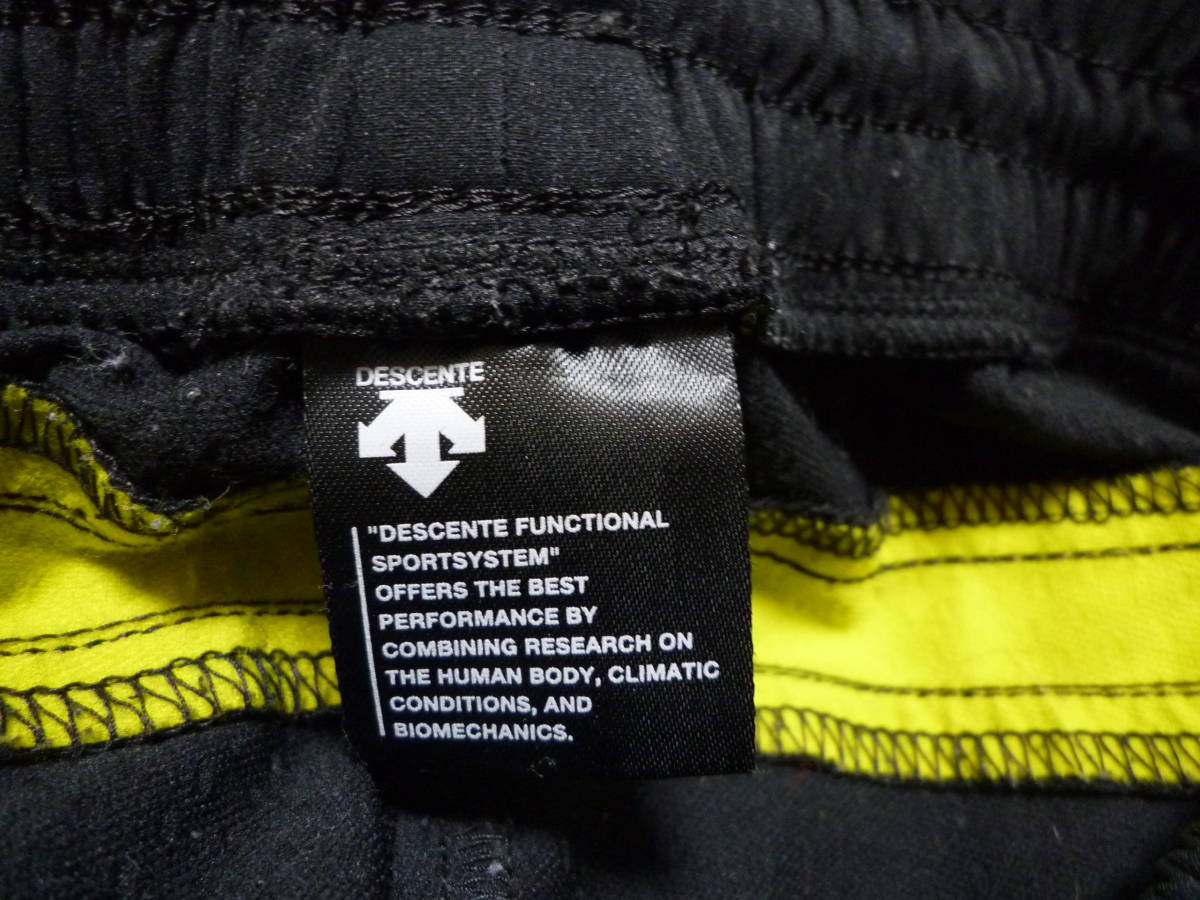 DESCENTE
"DESCENTE FUNCTIONAL
SPORTSYSTEM"
OFFERS THE BEST
PERFORMANCE BY
COMBINING RESEARCH ON
THE HUMAN BODY, CLIMATIC
CONDITIONS, AND
BIOMECHANICS.